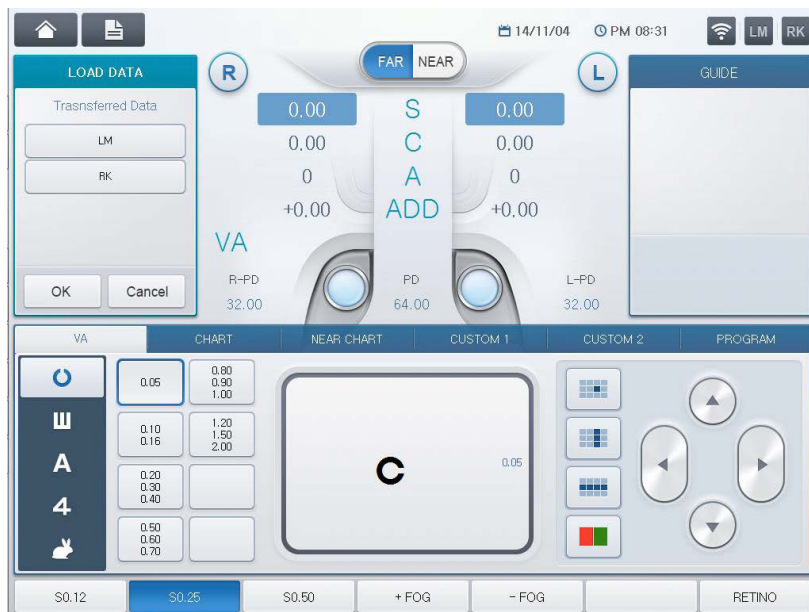 14/11/04 PM 08:31 LM RK
LOAD DATA
Trasnsferred Data
LM
RK
OK Cancel
R FAR NEAR L
0.00 S 0.00
0.00 C 0.00
0 A 0
+0.00 ADD +0.00
VA
R-PD PD L-PD
32.00 64.00 32.00
GUIDE
VA CHART NEAR CHART CUSTOM 1 CUSTOM 2 PROGRAM
Ш
A
4
0.05
0.80
0.90
1.00
0.10
0.16
1.20
1.50
2.00
0.20
0.30
0.40
0.50
0.60
0.70
C 0.05
S0.12 S0.25 S0.50 + FOG - FOG RETINO